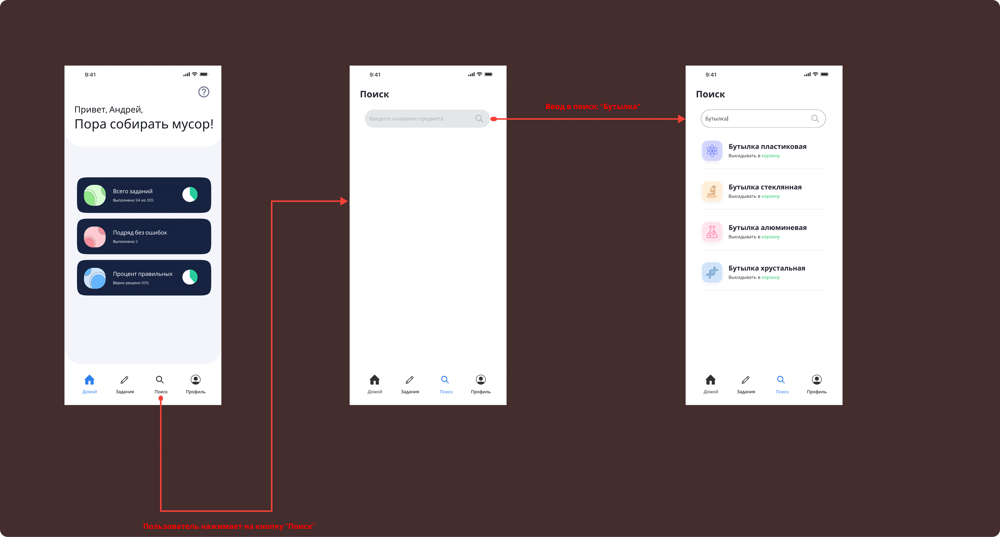 9:41
Привет, Андрей,
Пора собирать мусор!
Всего заданий
Выполнено 94 из 365
Подряд без ошибок
Выполнено 2
Процент правильных
Верно решено 60%
Домой
Задания
Поиск
Профиль
Пользователь нажимает на кнопку "Поиск"
9:41
Поиск
Введите название предмета
Домой
Задания
Поиск
Профиль
Ввод в поиск: "Бутылка"
9:41
Поиск
Бутылка
Бутылка пластиковая
Выкидывать в корзину
Бутылка стеклянная
Выкидывать в корзину
Бутылка алюминевая
Выкидывать в корзину
Бутылка хрустальная
Выкидывать в корзину
Домой
Задания
Поиск
Профиль